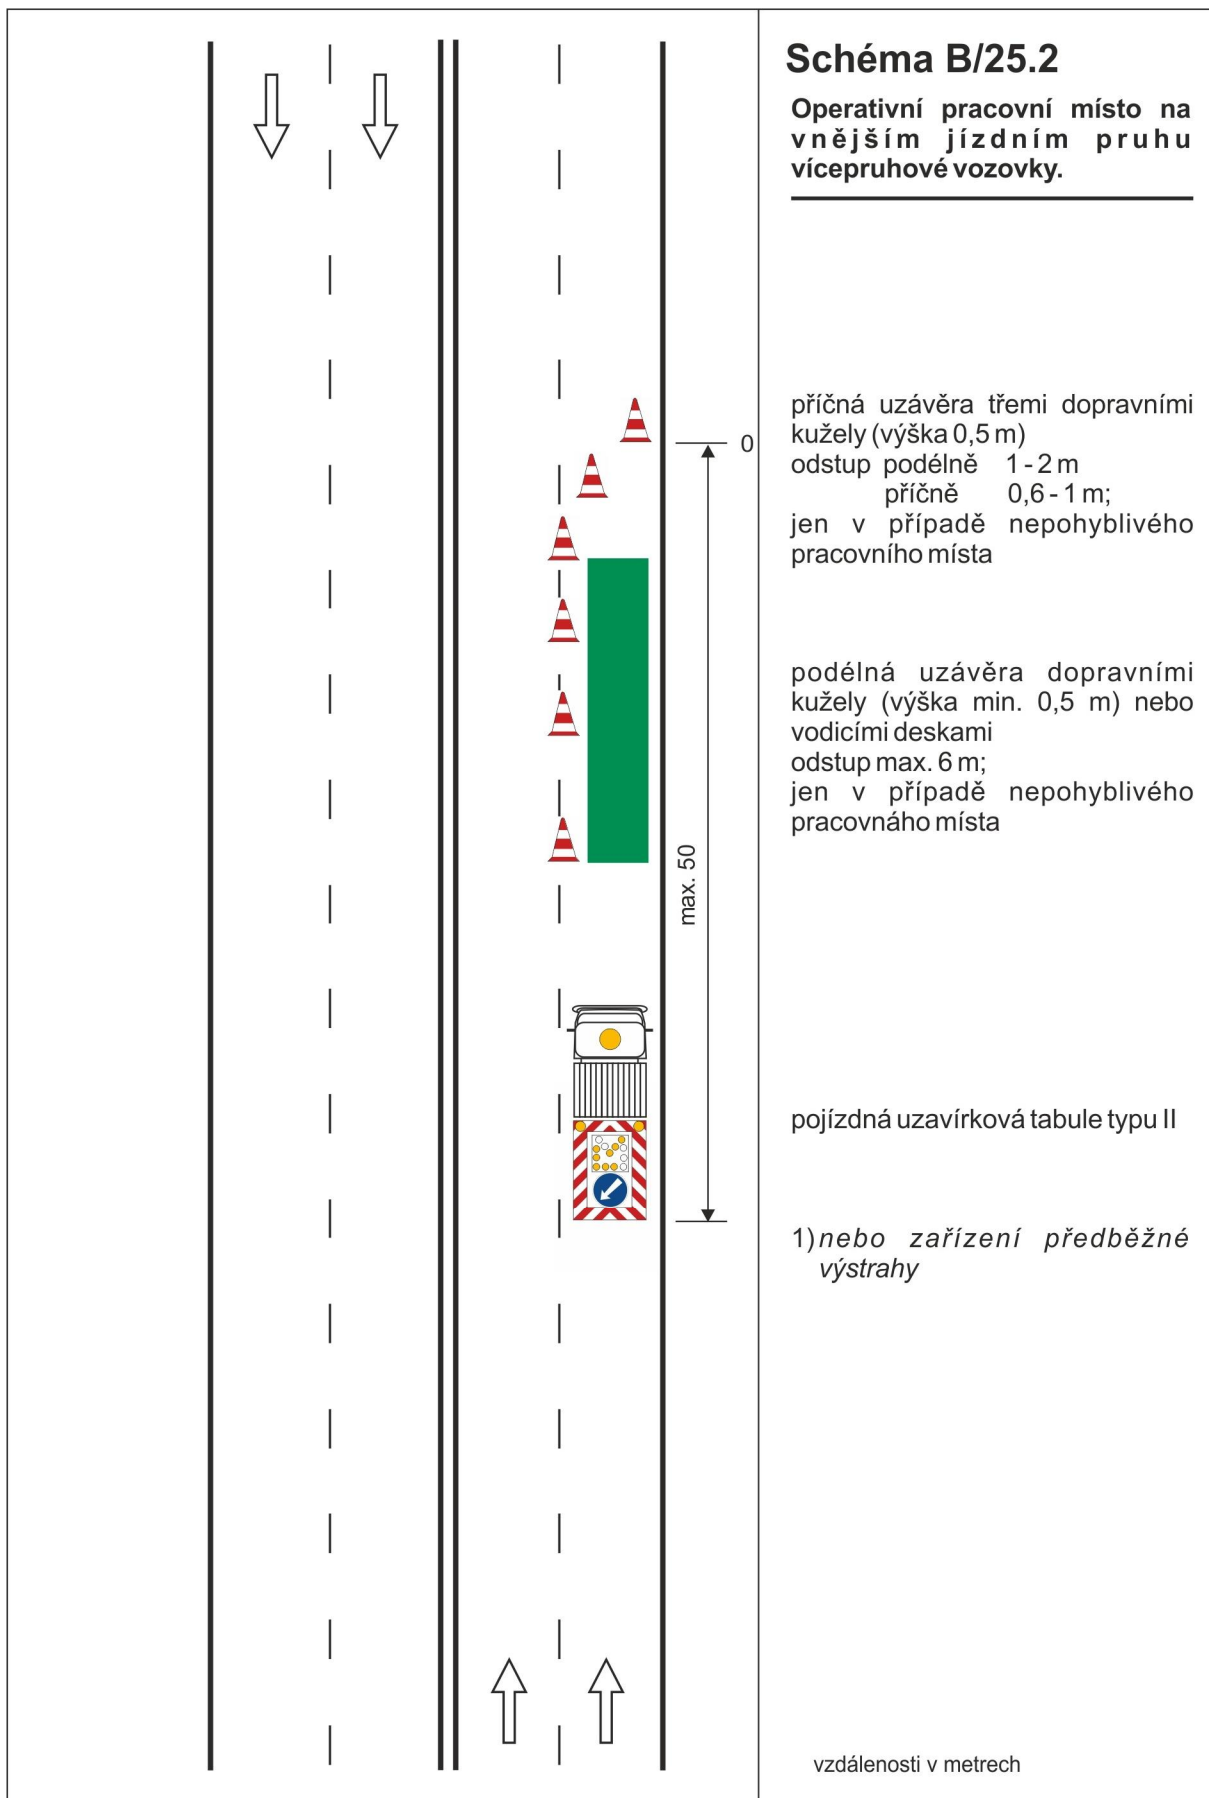 Schéma B/25.2
Operativní pracovní místo na
vnějším jízdním pruhu
vícepruhové vozovky.
příčná uzávěra třemi dopravními
kužely (výška 0,5 m)
0
odstup podélně 1 - 2 m
příčně 0,6 - 1 m;
jen v případě nepohyblivého
pracovního místa
podélná uzávěra dopravními
kužely (výška min. 0,5 m) nebo
vodicími deskami
odstup max. 6 m;
jen v případě nepohyblivého
pracovnáho místa
max. 50
pojízdná uzavírková tabule typu II
1) nebo zařízení předběžné
výstrahy
vzdálenosti v metrech